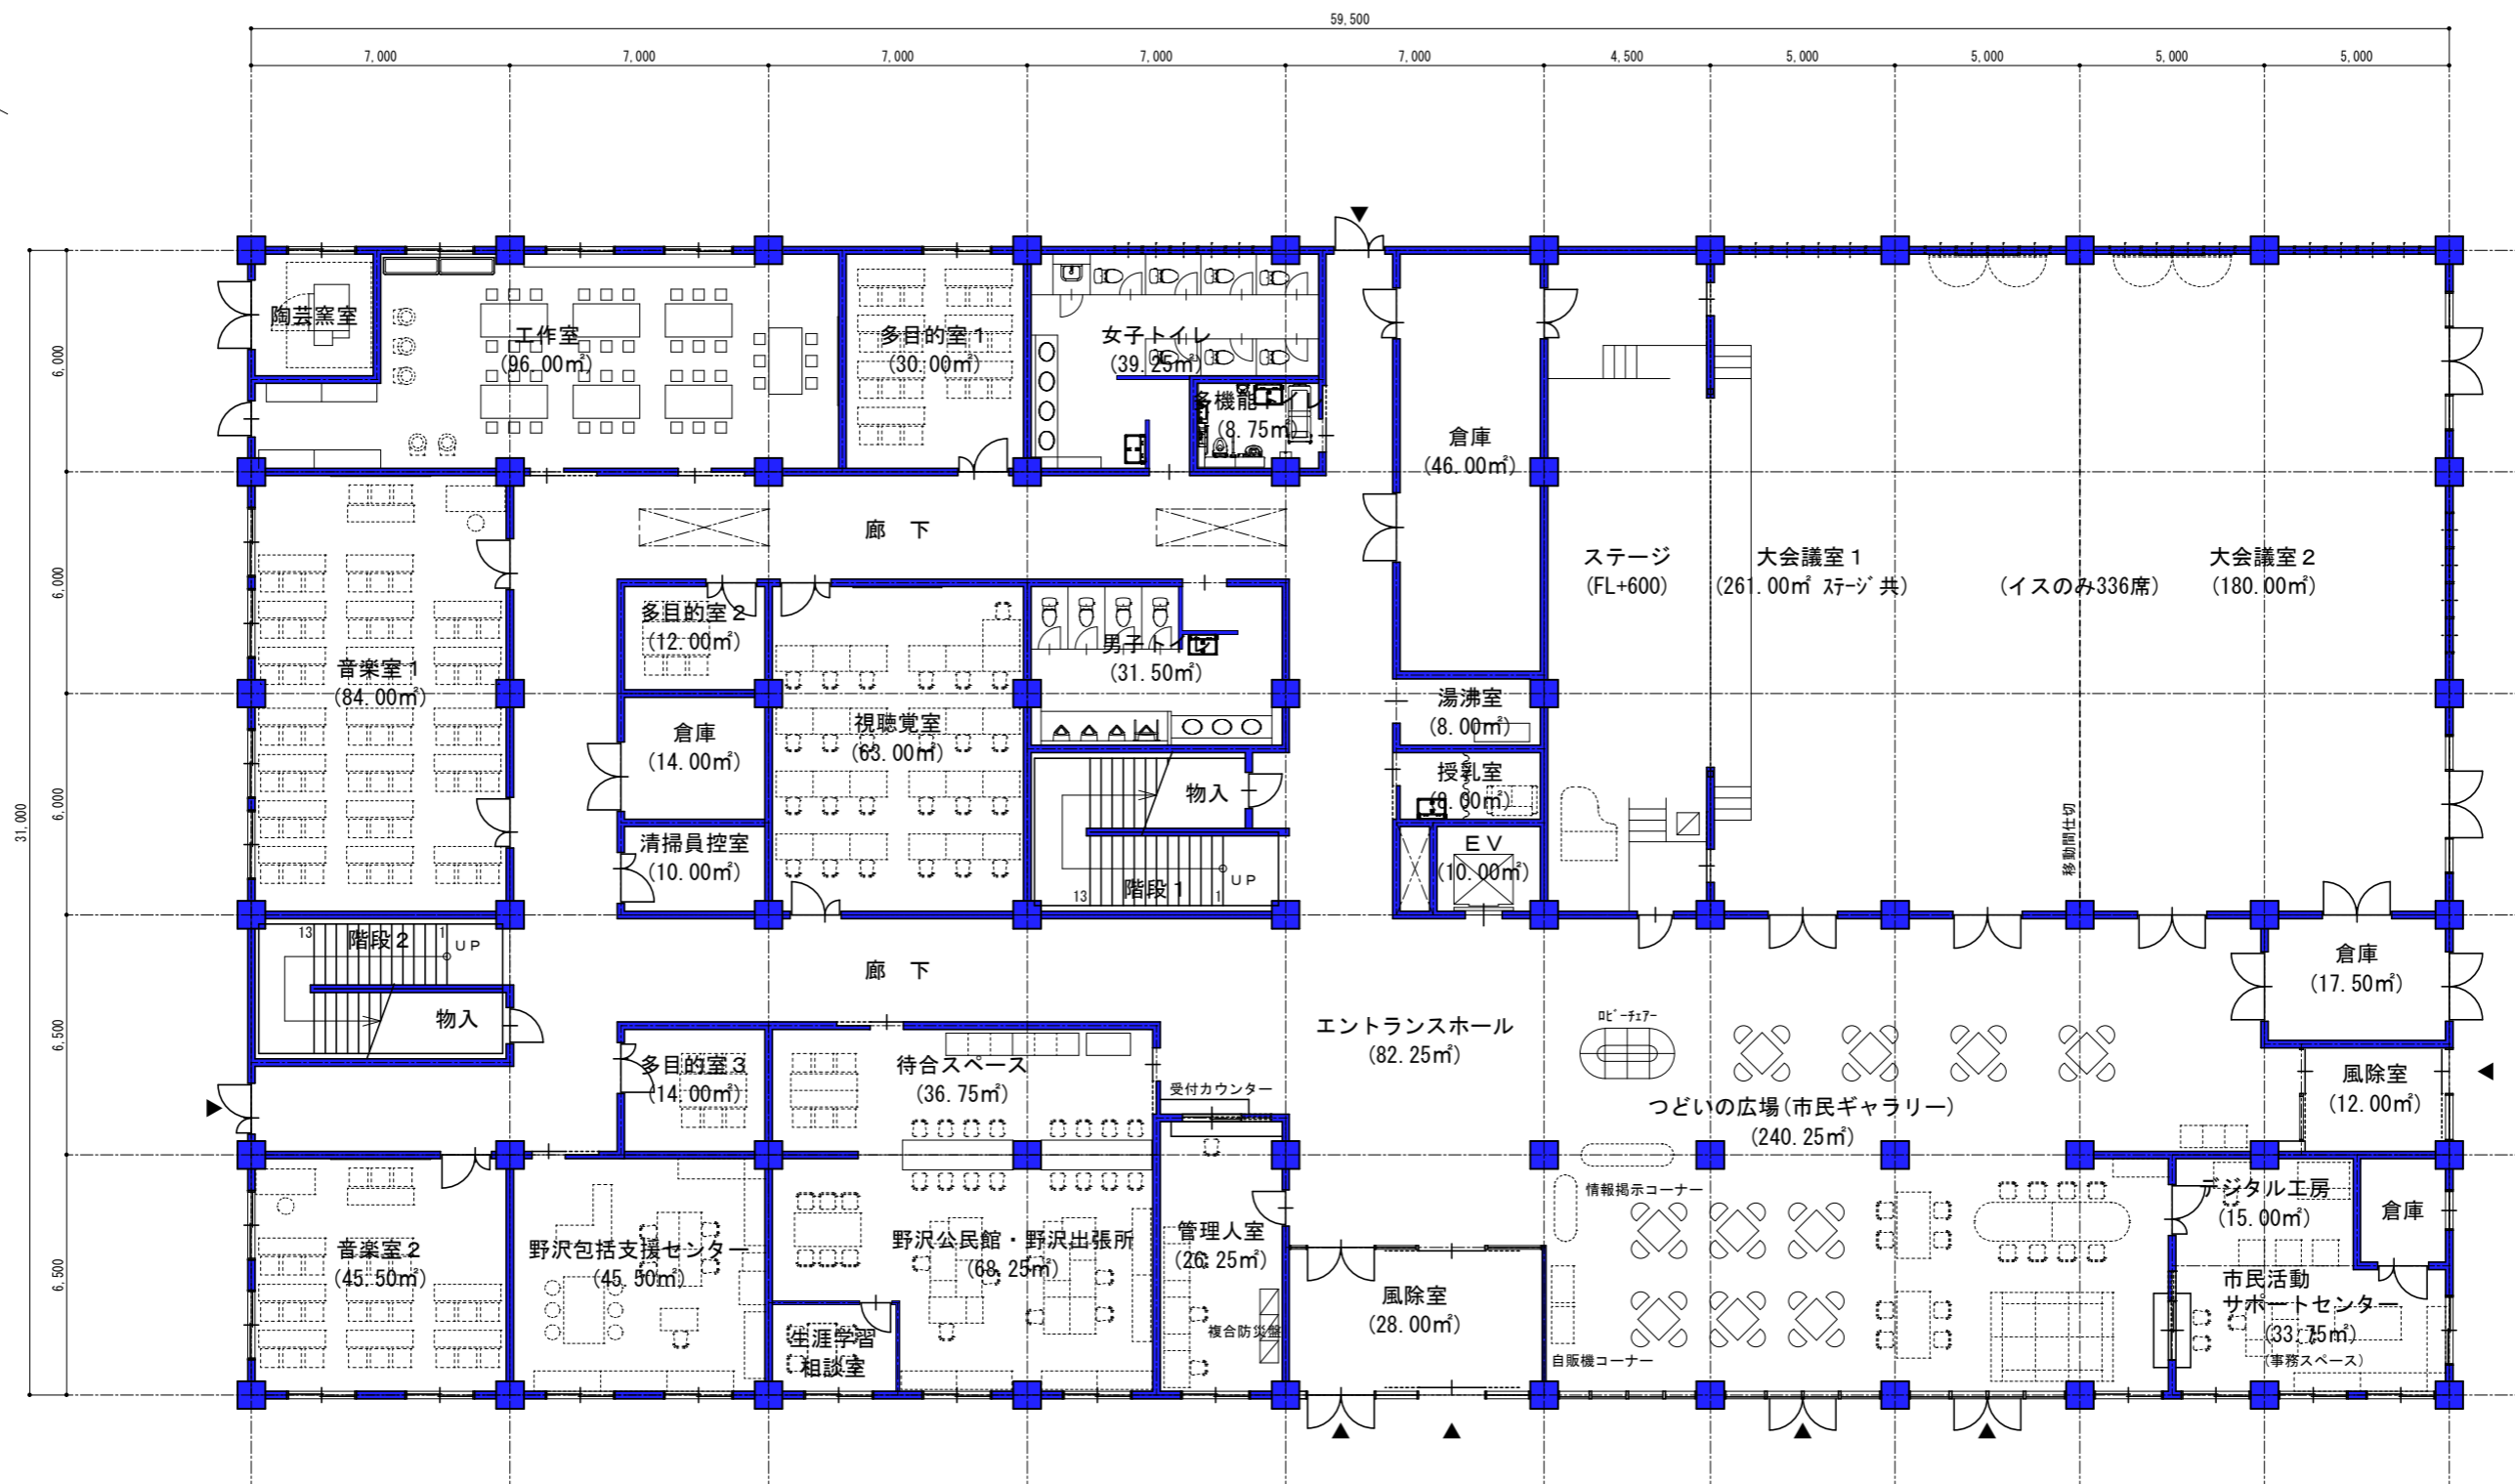 59,500
7,000
7,000
7,000
7,000
7,000
4,500
5,000
5,000
5,000
5,000
31,000
6,000
6,000
6,000
6,500
6,500
陶芸窯室
工作室
(96.00㎡)
多目的室1
(30.00㎡)
女子トイレ
(39.25㎡)
多機能トイレ
(8.75㎡)
倉庫
(46.00㎡)
廊 下
ステージ
(FL+600)
大会議室1
(261.00㎡ ステージ共)
(イスのみ336席)
大会議室2
(180.00㎡)
移動間仕切
音楽室1
(84.00㎡)
多目的室2
(12.00㎡)
倉庫
(14.00㎡)
清掃員控室
(10.00㎡)
視聴覚室
(63.00㎡)
男子トイレ
(31.50㎡)
物入
階段1
13
1
UP
湯沸室
(8.00㎡)
授乳室
(8.00㎡)
EV
(10.00㎡)
階段2
13
1
UP
物入
廊 下
エントランスホール
(82.25㎡)
ロビーチェアー
倉庫
(17.50㎡)
風除室
(12.00㎡)
つどいの広場(市民ギャラリー)
(240.25㎡)
多目的室3
(14.00㎡)
待合スペース
(36.75㎡)
受付カウンター
音楽室2
(45.50㎡)
野沢包括支援センター
(45.50㎡)
野沢公民館・野沢出張所
(68.25㎡)
生涯学習
相談室
管理人室
(26.25㎡)
複合防災盤
風除室
(28.00㎡)
情報掲示コーナー
自販機コーナー
デジタル工房
(15.00㎡)
倉庫
市民活動
サポートセンター
(33.75㎡)
(事務スペース)